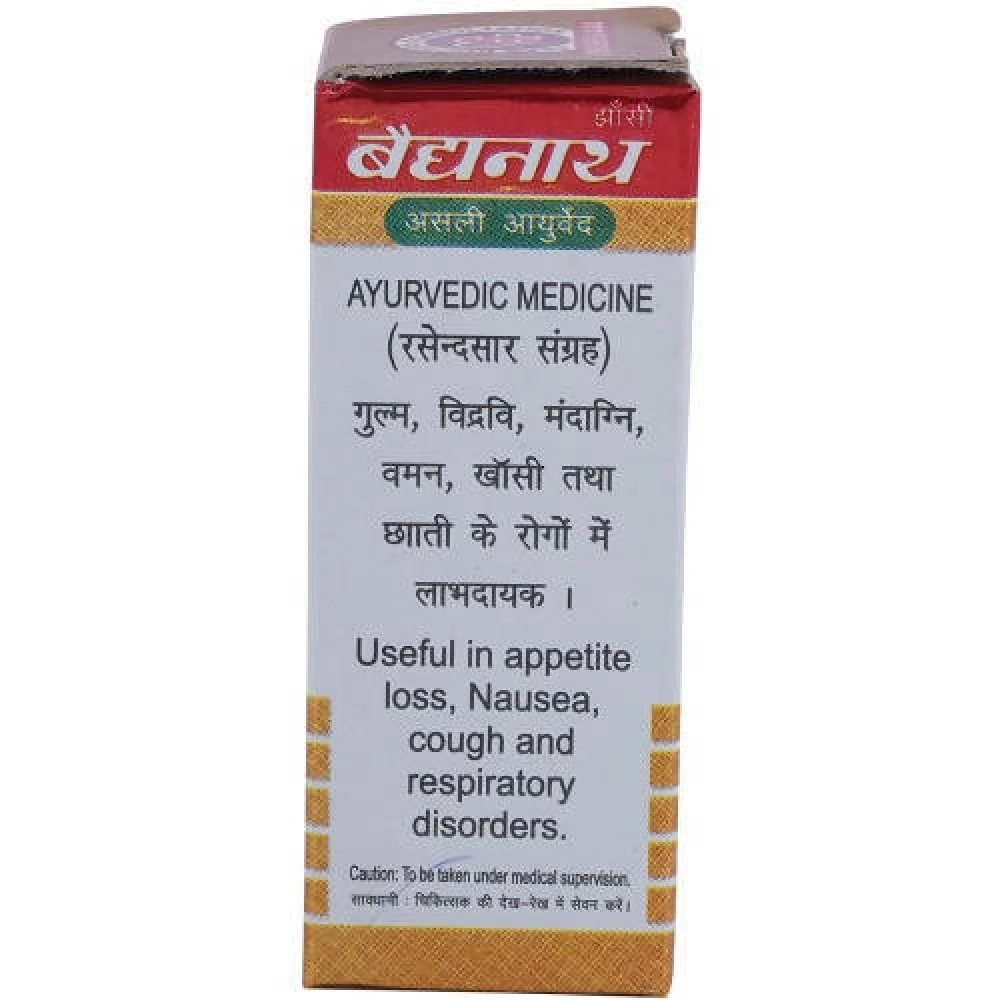 झाँसी
बैद्यनाथ
असली आयुर्वेद
AYURVEDIC MEDICINE
(रसेन्दसार संग्रह)
गुल्म, विद्रवि, मंदाग्नि,
वमन, खॉसी तथा
छााती के रोगों में
लाभदायक ।
Useful in appetite
loss, Nausea,
cough and
respiratory
disorders.
Caution: To be taken under medical supervision.
सावधानी : चिकित्सक की देख-रेख में सेवन करें।